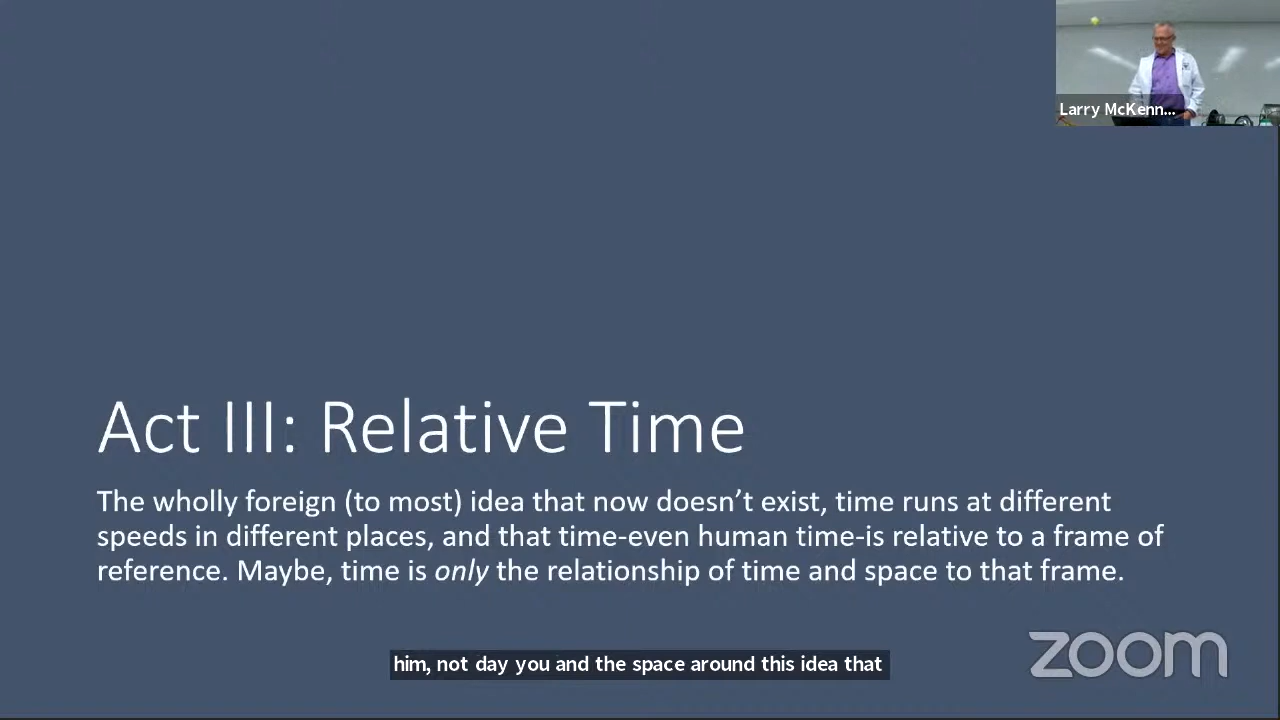 Larry McKenn...
Act III: Relative Time
The wholly foreign (to most) idea that now doesn’t exist, time runs at different
speeds in different places, and that time-even human time-is relative to a frame of
reference. Maybe, time is only the relationship of time and space to that frame.
him, not day you and the space around this idea that
zoom